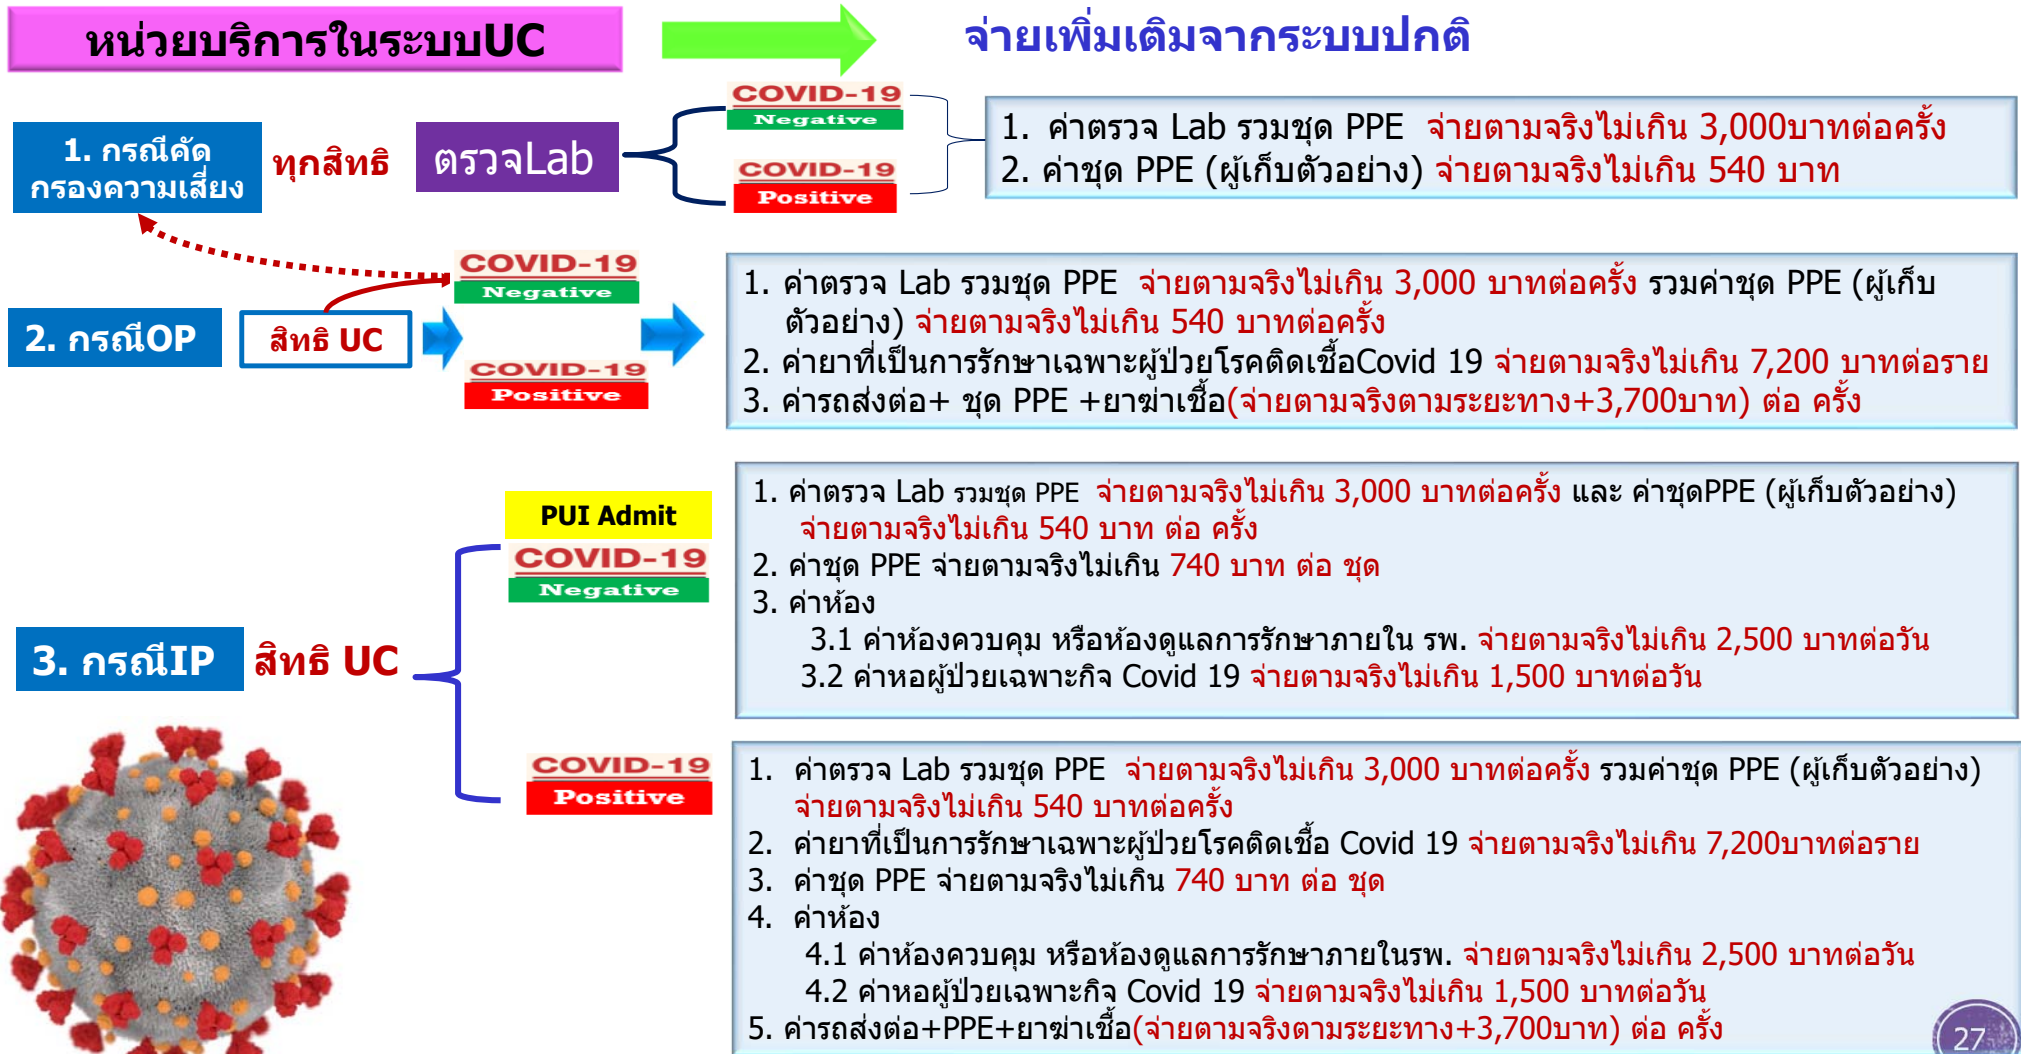 หน่วยบริการในระบบUC
จ่ายเพิ่มเติมจากระบบปกติ
1. กรณีคัด
กรองความเสี่ยง
ทุกสิทธิ
ตรวจLab
COVID-19
Negative
COVID-19
Positive
1. ค่าตรวจ Lab รวมชุด PPE จ่ายตามจริงไม่เกิน 3,000บาทต่อครั้ง
2. ค่าชุด PPE (ผู้เก็บตัวอย่าง) จ่ายตามจริงไม่เกิน 540 บาท
2. กรณีOP
สิทธิ UC
COVID-19
Negative
COVID-19
Positive
1. ค่าตรวจ Lab รวมชุด PPE จ่ายตามจริงไม่เกิน 3,000 บาทต่อครั้ง รวมค่าชุด PPE (ผู้เก็บ
ตัวอย่าง) จ่ายตามจริงไม่เกิน 540 บาทต่อครั้ง
2. ค่ายาที่เป็นการรักษาเฉพาะผู้ป่วยโรคติดเชื้อCovid 19 จ่ายตามจริงไม่เกิน 7,200 บาทต่อราย
3. ค่ารถส่งต่อ+ ชุด PPE +ยาฆ่าเชื้อ(จ่ายตามจริงตามระยะทาง+3,700บาท) ต่อ ครั้ง
3. กรณีIP
สิทธิ UC
PUI Admit
COVID-19
Negative
1. ค่าตรวจ Lab รวมชุด PPE จ่ายตามจริงไม่เกิน 3,000 บาทต่อครั้ง และ ค่าชุดPPE (ผู้เก็บตัวอย่าง)
จ่ายตามจริงไม่เกิน 540 บาท ต่อ ครั้ง
2. ค่าชุด PPE จ่ายตามจริงไม่เกิน 740 บาท ต่อ ชุด
3. ค่าห้อง
3.1 ค่าห้องควบคุม หรือห้องดูแลการรักษาภายใน รพ. จ่ายตามจริงไม่เกิน 2,500 บาทต่อวัน
3.2 ค่าหอผู้ป่วยเฉพาะกิจ Covid 19 จ่ายตามจริงไม่เกิน 1,500 บาทต่อวัน
COVID-19
Positive
1. ค่าตรวจ Lab รวมชุด PPE จ่ายตามจริงไม่เกิน 3,000 บาทต่อครั้ง รวมค่าชุด PPE (ผู้เก็บตัวอย่าง)
จ่ายตามจริงไม่เกิน 540 บาทต่อครั้ง
2. ค่ายาที่เป็นการรักษาเฉพาะผู้ป่วยโรคติดเชื้อ Covid 19 จ่ายตามจริงไม่เกิน 7,200บาทต่อราย
3. ค่าชุด PPE จ่ายตามจริงไม่เกิน 740 บาท ต่อ ชุด
4. ค่าห้อง
4.1 ค่าห้องควบคุม หรือห้องดูแลการรักษาภายในรพ. จ่ายตามจริงไม่เกิน 2,500 บาทต่อวัน
4.2 ค่าหอผู้ป่วยเฉพาะกิจ Covid 19 จ่ายตามจริงไม่เกิน 1,500 บาทต่อวัน
5. ค่ารถส่งต่อ+PPE+ยาฆ่าเชื้อ(จ่ายตามจริงตามระยะทาง+3,700บาท) ต่อ ครั้ง
27